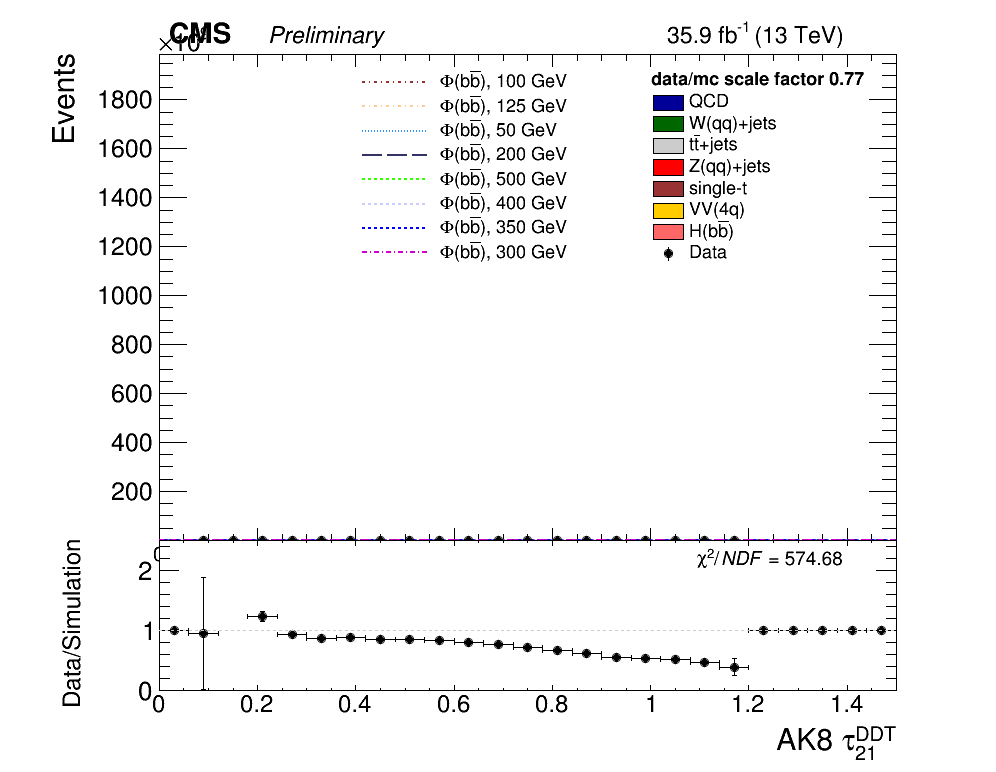 CMS Preliminary 35.9 fb⁻¹ (13 TeV)
×10
Events
data/mc scale factor 0.77
Φ(bb̅), 100 GeV
Φ(bb̅), 125 GeV
Φ(bb̅), 50 GeV
Φ(bb̅), 200 GeV
Φ(bb̅), 500 GeV
Φ(bb̅), 400 GeV
Φ(bb̅), 350 GeV
Φ(bb̅), 300 GeV
QCD
W(qq)+jets
tt̅+jets
Z(qq)+jets
single-t
VV(4q)
H(bb̅)
Data
1800
1600
1400
1200
1000
800
600
400
200
χ²/NDF = 574.68
Data/Simulation
2
1
0
0 0.2 0.4 0.6 0.8 1 1.2 1.4
AK8 τ₂₁ᴰᴰᵀ